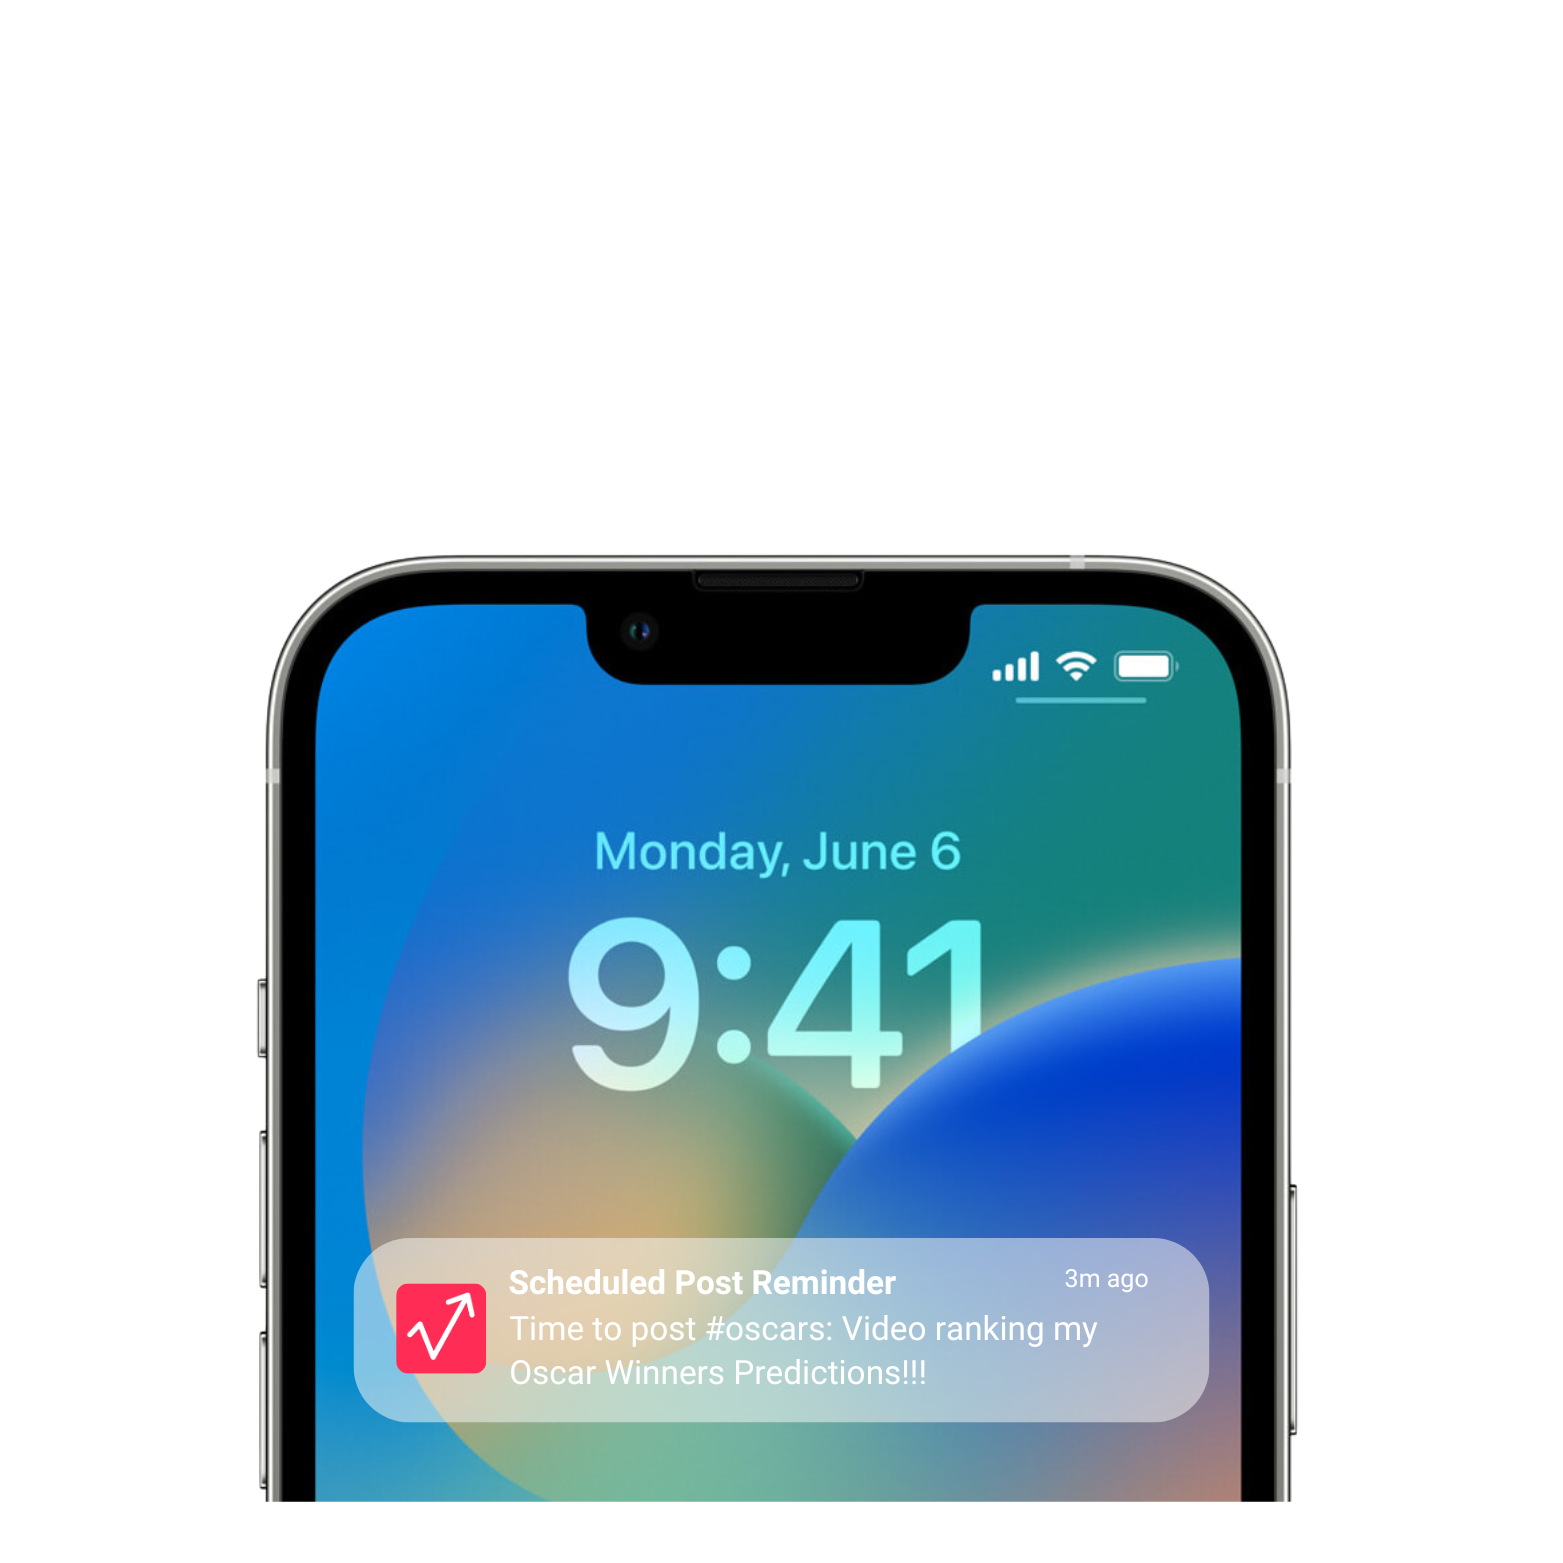 Monday, June 6
9:41
Scheduled Post Reminder 3m ago
Time to post #oscars: Video ranking my
Oscar Winners Predictions!!!